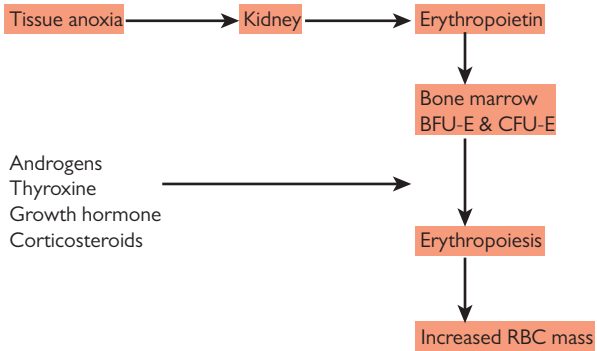 Tissue anoxia
Kidney
Erythropoietin
Bone marrow
BFU-E & CFU-E
Androgens
Thyroxine
Growth hormone
Corticosteroids
Erythropoiesis
Increased RBC mass